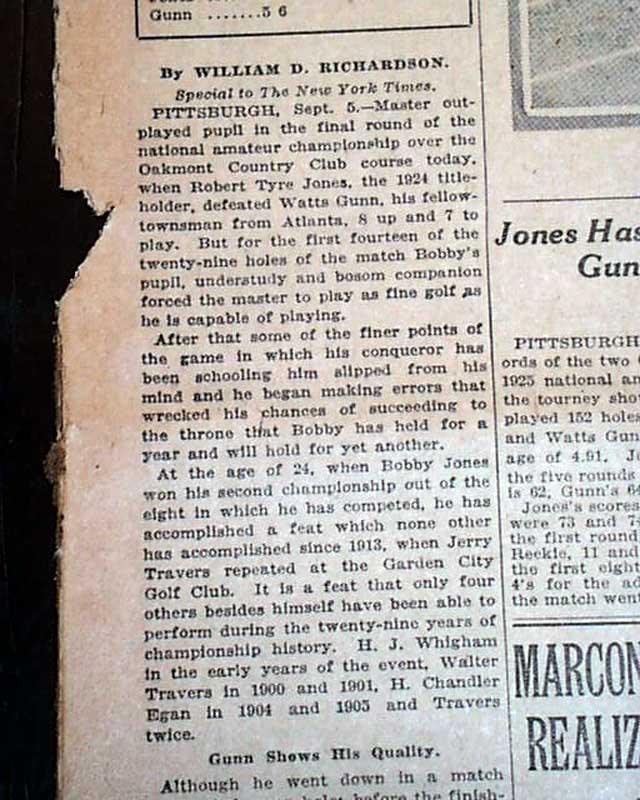 Gunn .......5 6
By WILLIAM D. RICHARDSON.
Special to The New York Times.
PITTSBURGH, Sept. 5.—Master out-
played pupil in the final round of the
national amateur championship over the
Oakmont Country Club course today,
when Robert Tyre Jones, the 1924 title-
holder, defeated Watts Gunn, his fellow-
townsman from Atlanta, 8 up and 7 to
play. But for the first fourteen of the
twenty-nine holes of the match Bobby's
pupil, understudy and bosom companion
forced the master to play as fine golf as
he is capable of playing.
After that some of the finer points of
the game in which his conqueror has
been schooling him slipped from his
mind and he began making errors that
wrecked his chances of succeeding to
the throne that Bobby has held for a
year and will hold for yet another.
At the age of 24, when Bobby Jones
won his second championship out of the
eight in which he has competed, he has
accomplished a feat which none other
has accomplished since 1913, when Jerry
Travers repeated at the Garden City
Golf Club. It is a feat that only four
others besides himself have been able to
perform during the twenty-nine years of
championship history. H. J. Whigham
in the early years of the event, Walter
Travers in 1900 and 1901, H. Chandler
Egan in 1904 and 1905 and Travers
twice.
Gunn Shows His Quality.
Although he went down in a match
before the finish-
Jones Has
Gun
PITTSBURGH
ords of the two
1925 national am
the tourney sho
played 152 holes
and Watts Gun
age of 4.91. Je
the five rounds
is 62, Gunn's 64
Jones's scores
were 73 and 7
the first round
Reekie, 11 and
the first eight
4's for the
the match went
MARCON
REALIZ